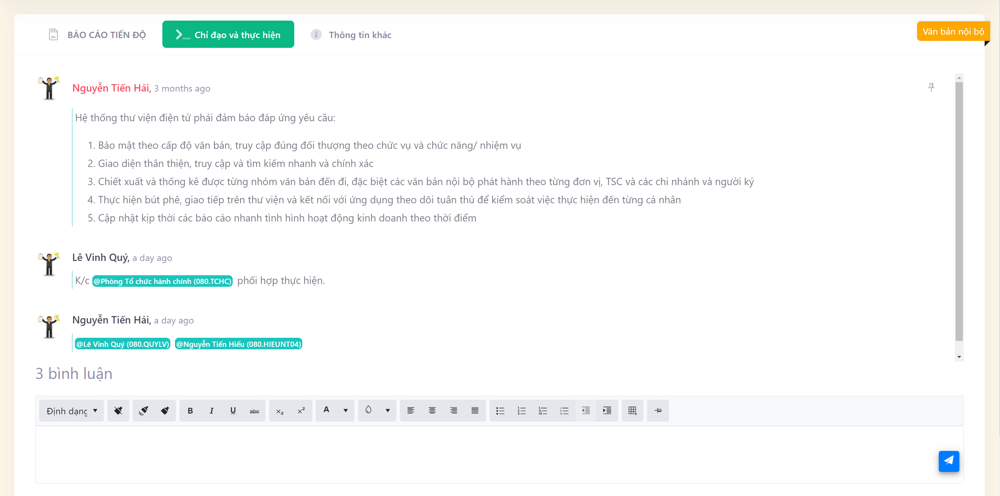 BÁO CÁO TIẾN ĐỘ
Chỉ đạo và thực hiện
Thông tin khác
Văn bản nội bộ
Nguyễn Tiến Hải, 3 months ago
Hệ thống thư viện điện tử phải đảm bảo đáp ứng yêu cầu:
1. Bảo mật theo cấp độ văn bản, truy cập đúng đối thượng theo chức vụ và chức năng/ nhiệm vụ
2. Giao diện thân thiện, truy cập và tìm kiếm nhanh và chính xác
3. Chiết xuất và thống kê được từng nhóm văn bản đến đi, đặc biệt các văn bản nội bộ phát hành theo từng đơn vị, TSC và các chi nhánh và người ký
4. Thực hiện bút phê, giao tiếp trên thư viện và kết nối với ứng dụng theo dõi tuân thủ để kiểm soát việc thực hiện đến từng cá nhân
5. Cập nhật kịp thời các báo cáo nhanh tình hình hoạt động kinh doanh theo thời điểm
Lê Vinh Quý, a day ago
K/c @Phòng Tổ chức hành chính (080.TCHC) phối hợp thực hiện.
Nguyễn Tiến Hải, a day ago
@Lê Vinh Quý (080.QUYLV) @Nguyễn Tiến Hiếu (080.HIEUNT04)
3 bình luận
Định dạng B I U abc x₂ x² A